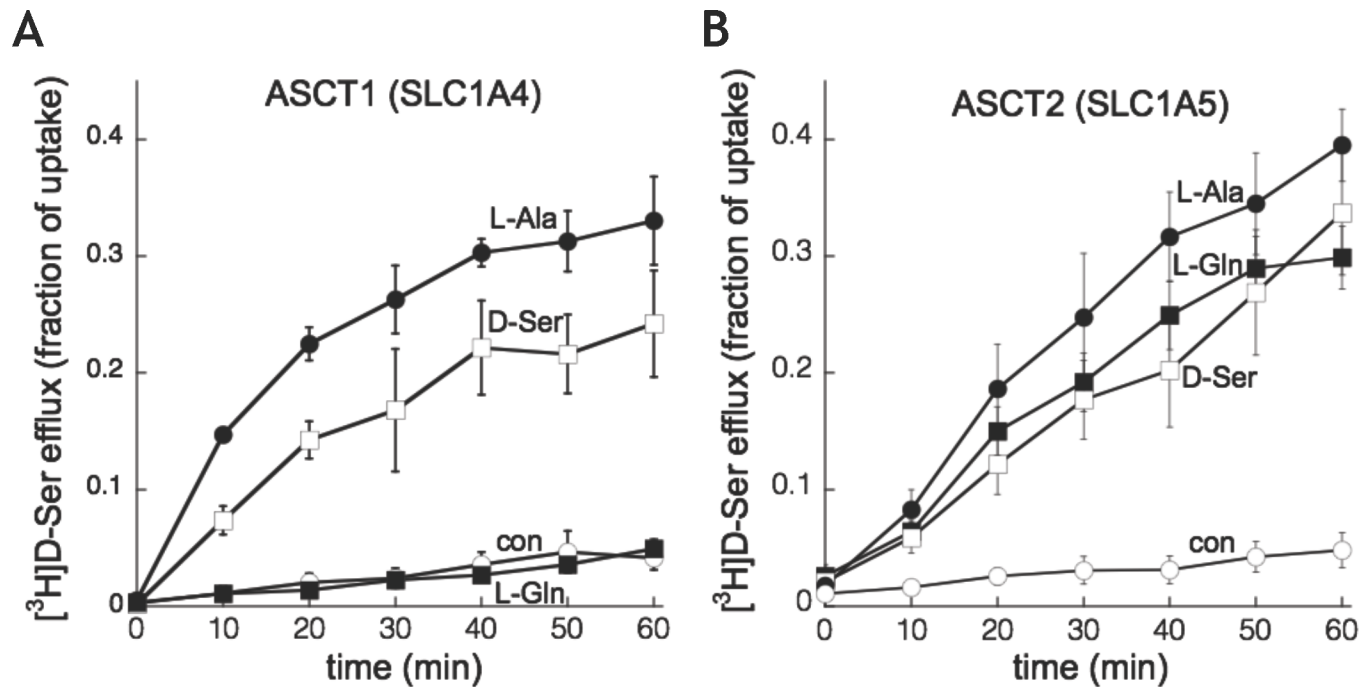 A
ASCT1 (SLC1A4)
[³H]D-Ser efflux (fraction of uptake)
0.4
0.3
0.2
0.1
0
L-Ala
D-Ser
con
L-Gln
0 10 20 30 40 50 60
time (min)
B
ASCT2 (SLC1A5)
[³H]D-Ser efflux (fraction of uptake)
0.4
0.3
0.2
0.1
0
L-Ala
L-Gln
D-Ser
con
0 10 20 30 40 50 60
time (min)